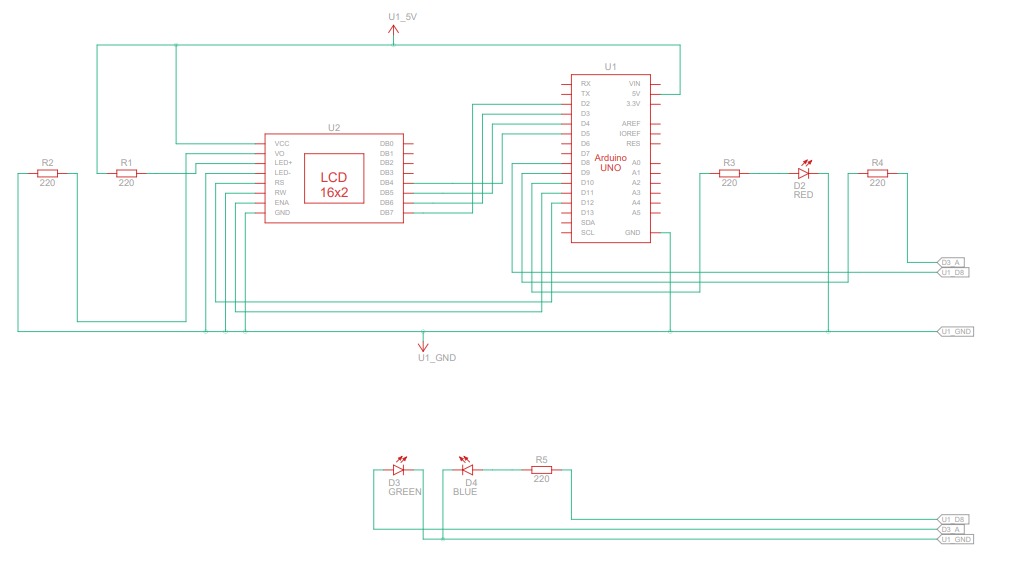 U1_5V
U1
U2
VCC
VO
LED+
LED-
RS
RW
ENA
GND
LCD
16x2
DB0
DB1
DB2
DB3
DB4
DB5
DB6
DB7
RX
TX
D2
D3
D4
D5
D6
D7
D8
D9
D10
D11
D12
D13
SDA
SCL
Arduino
UNO
VIN
5V
3.3V
AREF
IOREF
RES
A0
A1
A2
A3
A4
A5
GND
R2
220
R1
220
R3
220
D2
RED
R4
220
D3_A
U1_D8
U1_GND
U1_GND
D3
GREEN
D4
BLUE
R5
220
U1_D8
D3_A
U1_GND